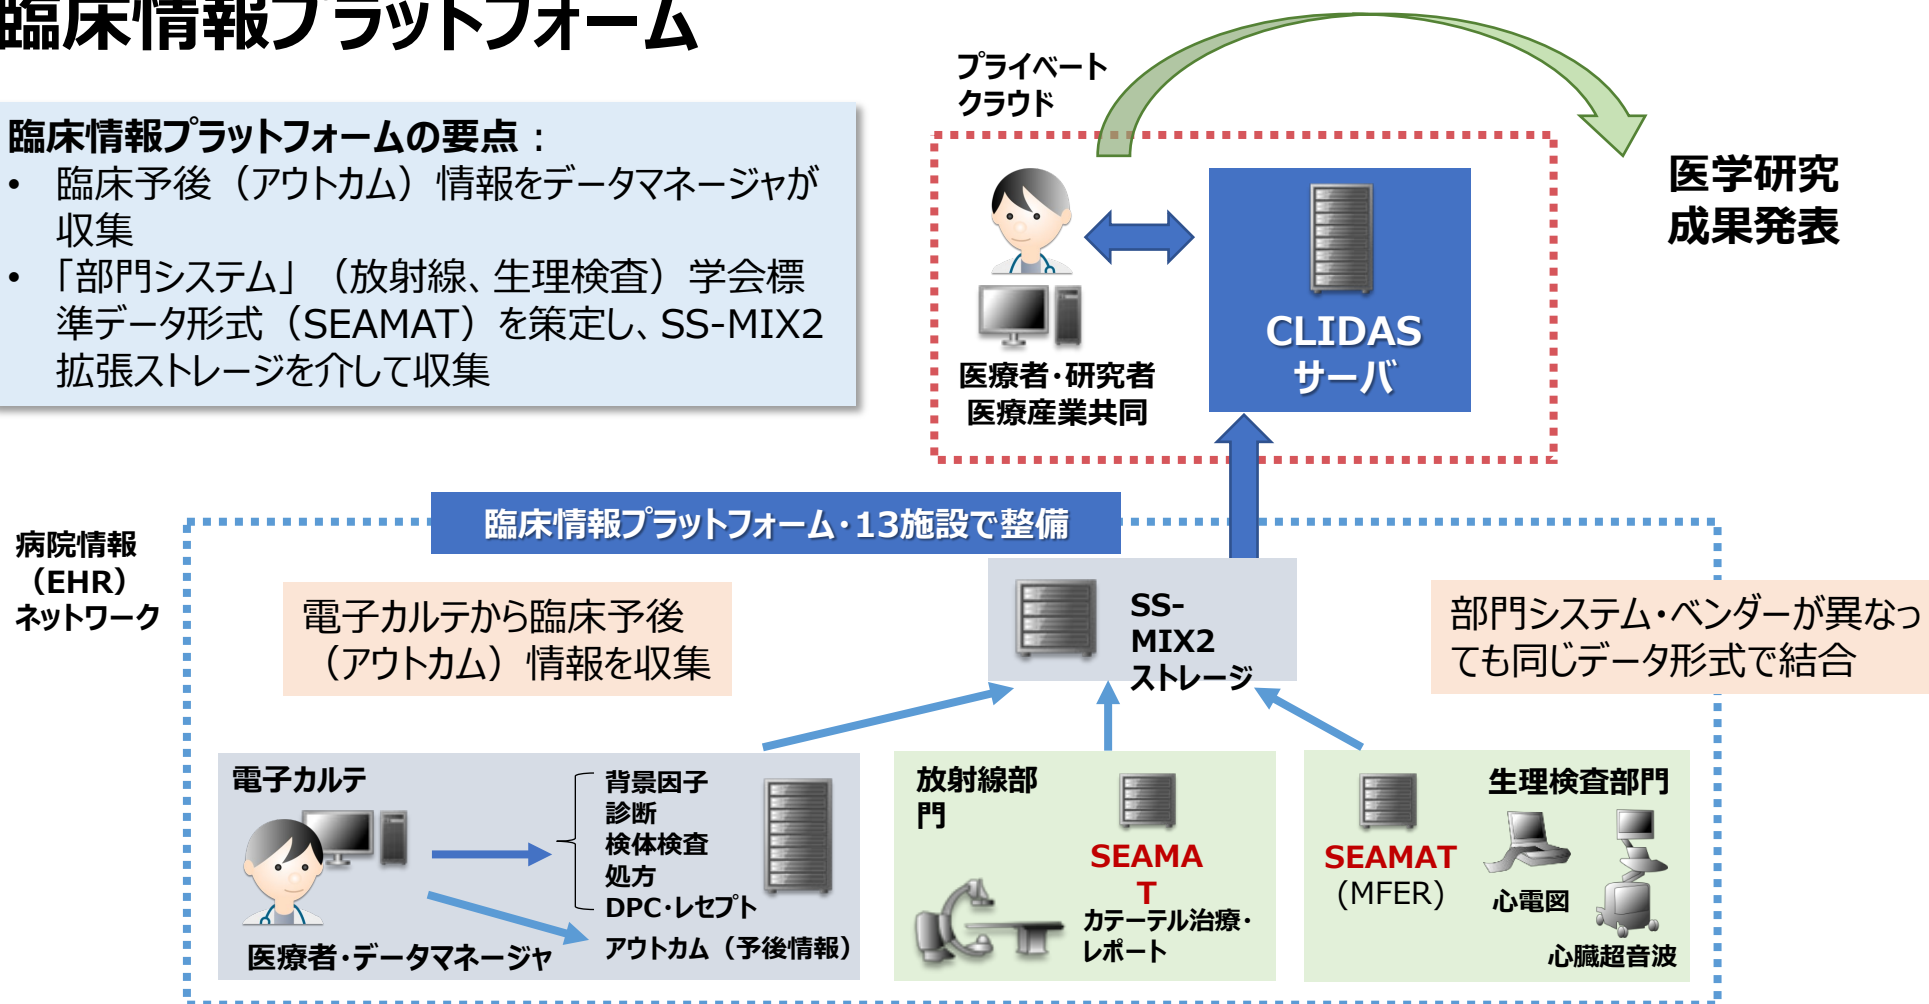 臨床情報プラットフォーム
臨床情報プラットフォームの要点：
• 臨床予後（アウトカム）情報をデータマネージャが
収集
• 「部門システム」（放射線、生理検査）学会標
準データ形式（SEAMAT）を策定し、SS-MIX2
拡張ストレージを介して収集
プライベート
クラウド
医療者・研究者
医療産業共同
CLIDAS
サーバ
医学研究
成果発表
病院情報
（EHR）
ネットワーク
臨床情報プラットフォーム・13施設で整備
電子カルテから臨床予後
（アウトカム）情報を収集
SS-
MIX2
ストレージ
部門システム・ベンダーが異なっ
ても同じデータ形式で結合
電子カルテ
医療者・データマネージャ
背景因子
診断
検体検査
処方
DPC・レセプト
アウトカム（予後情報）
放射線部
門
SEAMA
T
カテーテル治療・
レポート
生理検査部門
SEAMAT
(MFER)
心電図
心臓超音波